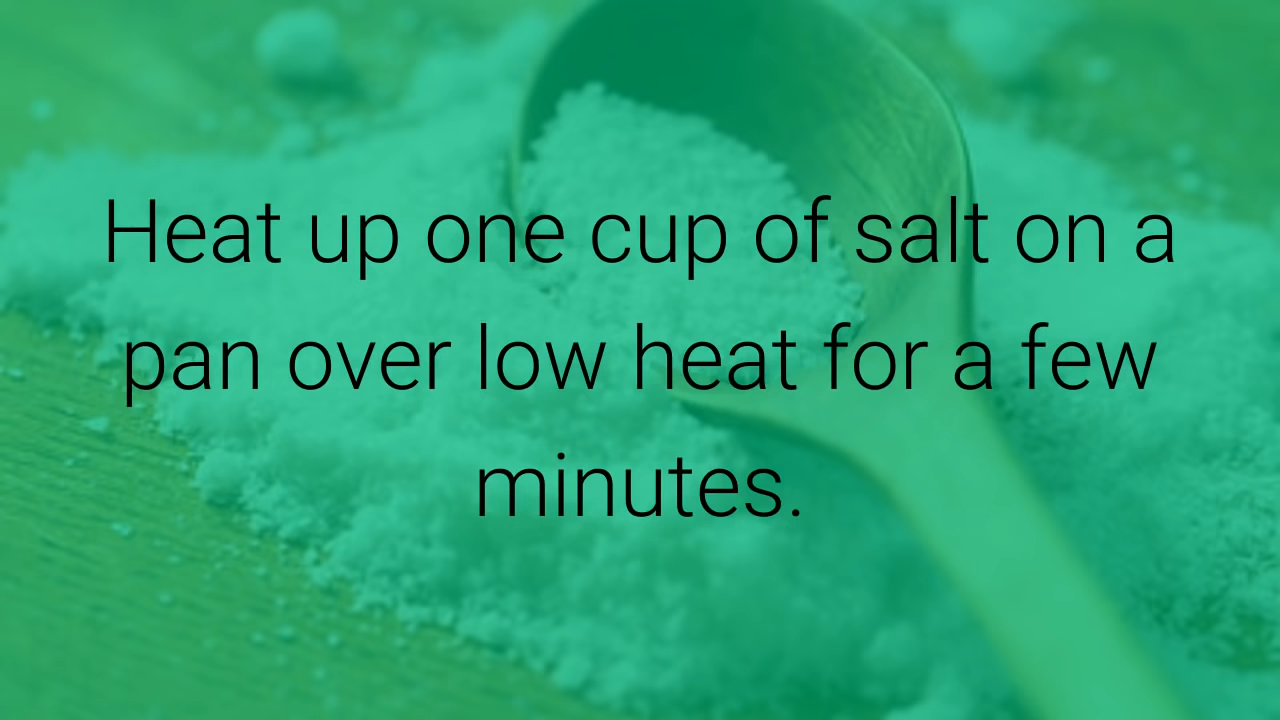 Heat up one cup of salt on a
pan over low heat for a few
minutes.